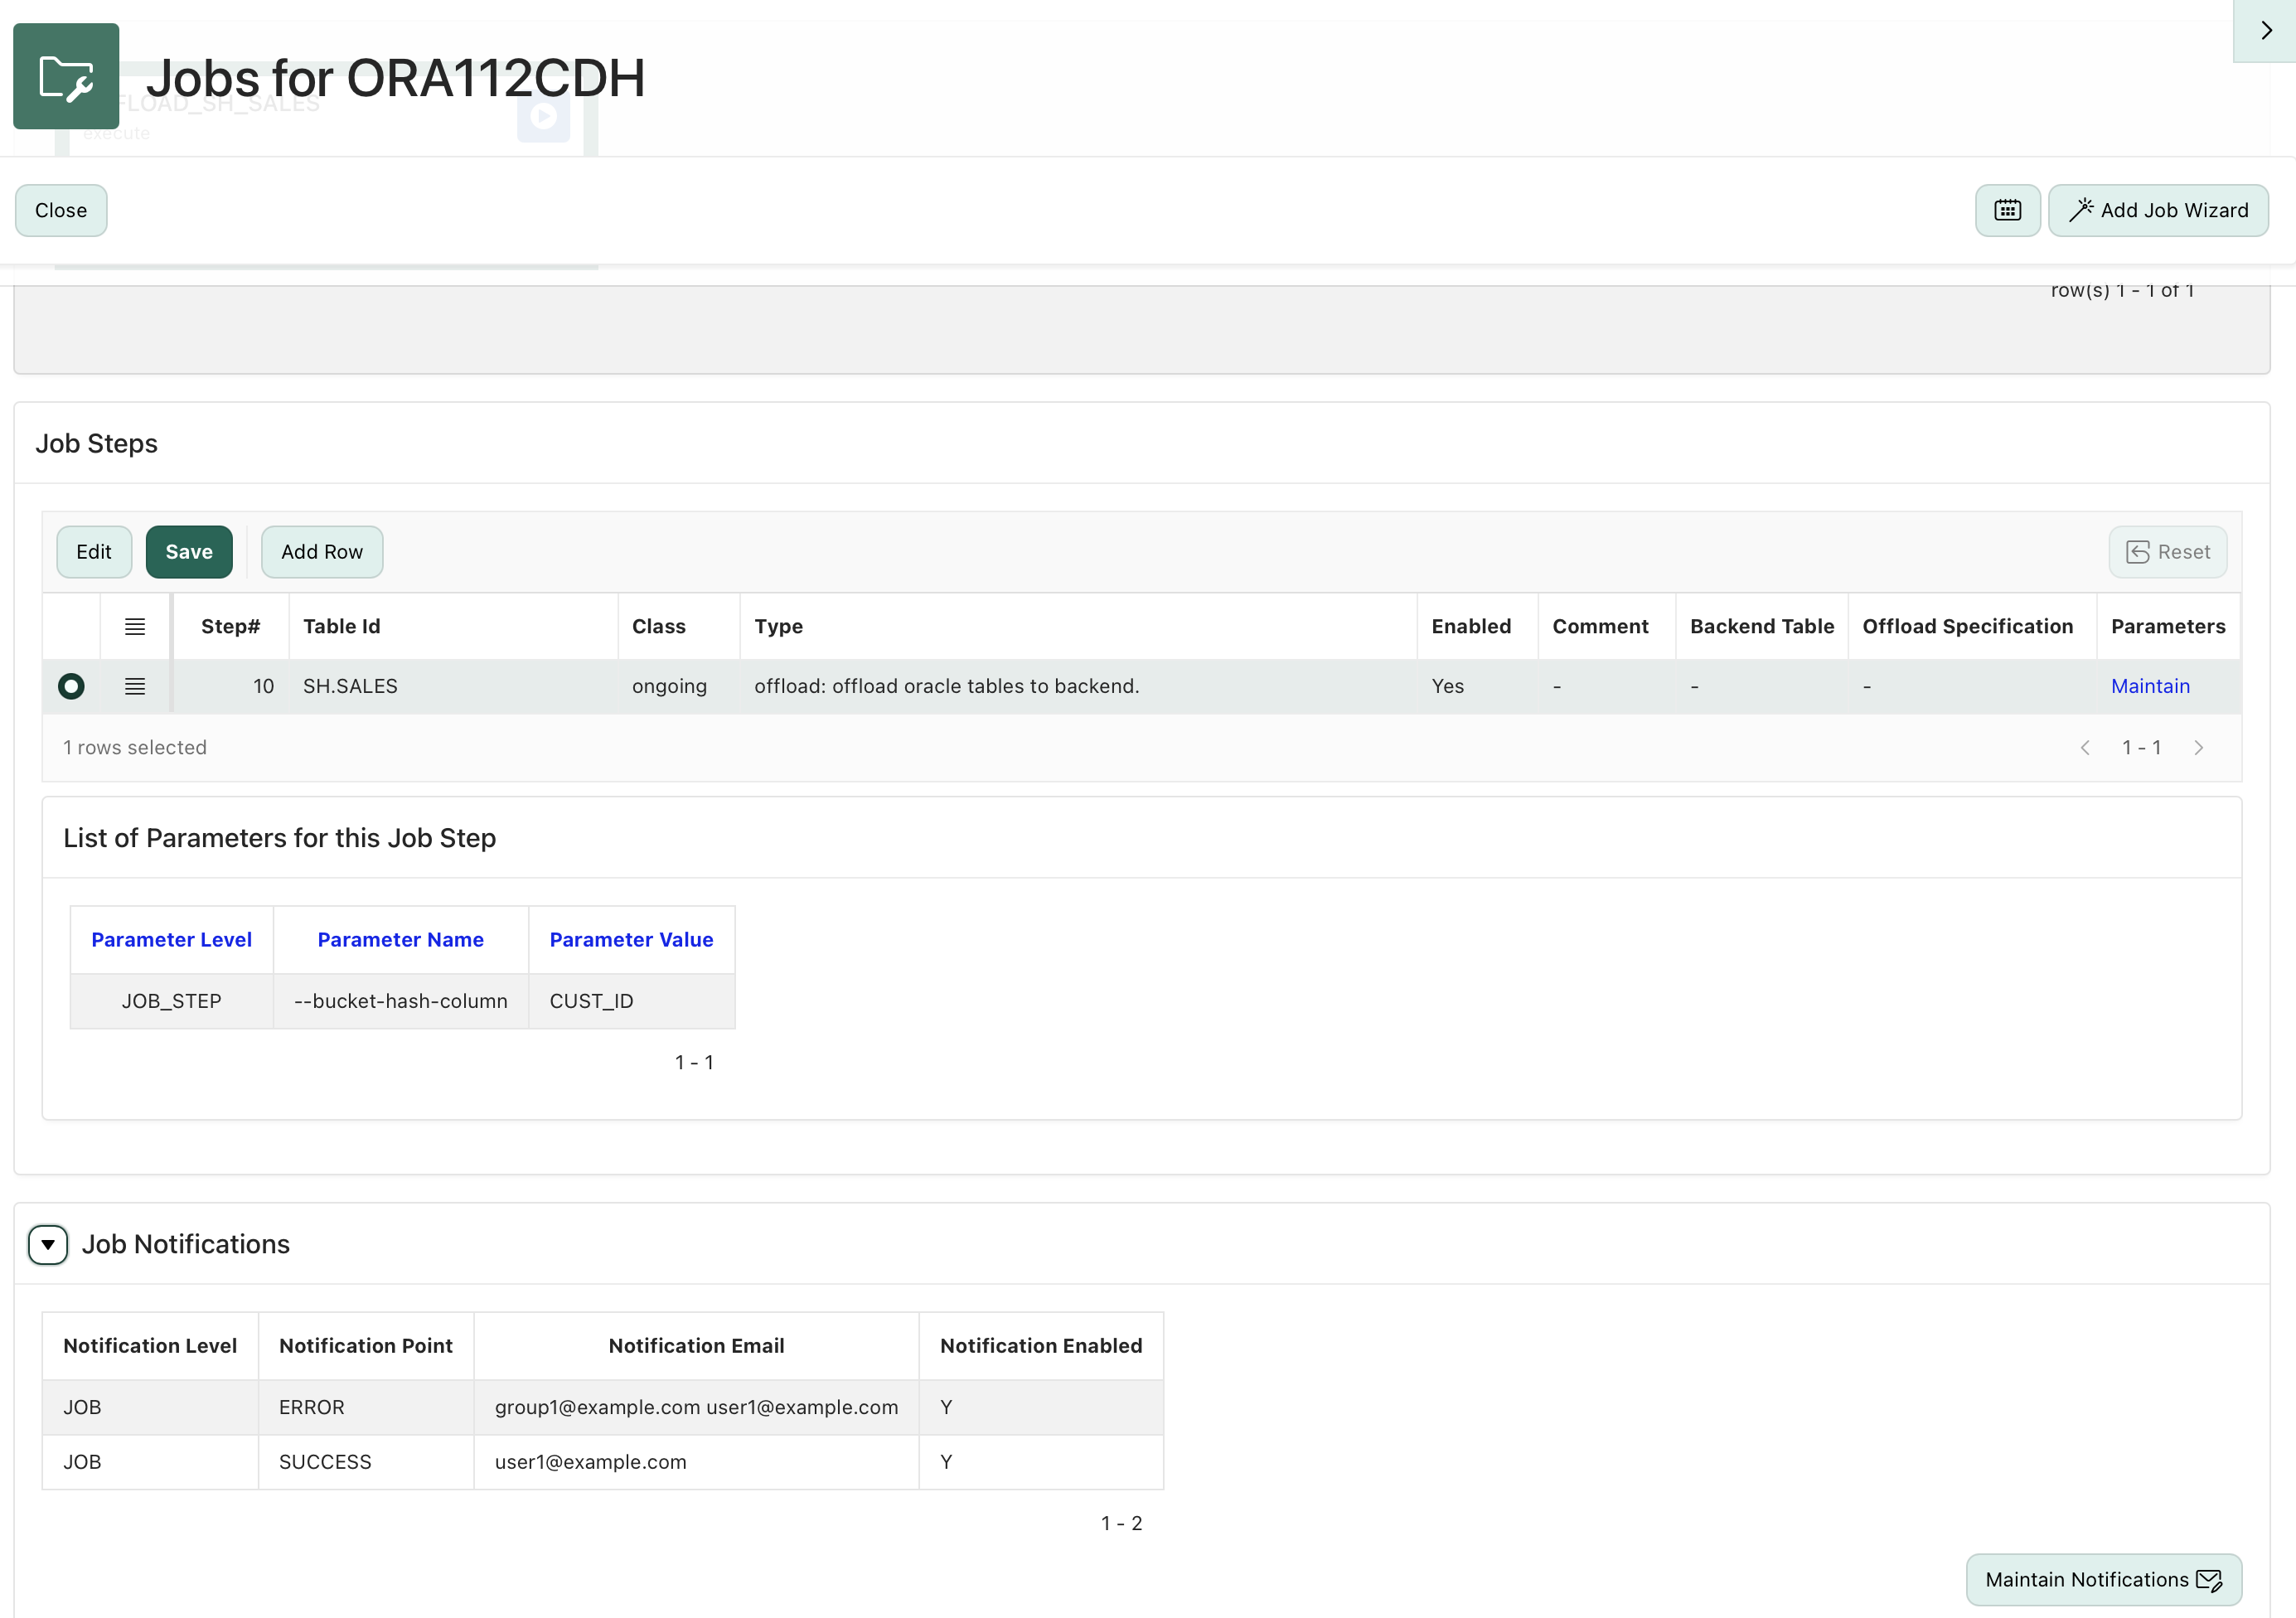 Jobs for ORA112CDH
FLOAD_SH_SALES
execute
Close
Add Job Wizard
row(s) 1 - 1 of 1
Job Steps
Edit Save Add Row Reset
Step# Table Id Class Type Enabled Comment Backend Table Offload Specification Parameters
10 SH.SALES ongoing offload: offload oracle tables to backend. Yes - - - Maintain
1 rows selected 1 - 1
List of Parameters for this Job Step
Parameter Level Parameter Name Parameter Value
JOB_STEP --bucket-hash-column CUST_ID
1 - 1
Job Notifications
Notification Level Notification Point Notification Email Notification Enabled
JOB ERROR group1@example.com user1@example.com Y
JOB SUCCESS user1@example.com Y
1 - 2
Maintain Notifications